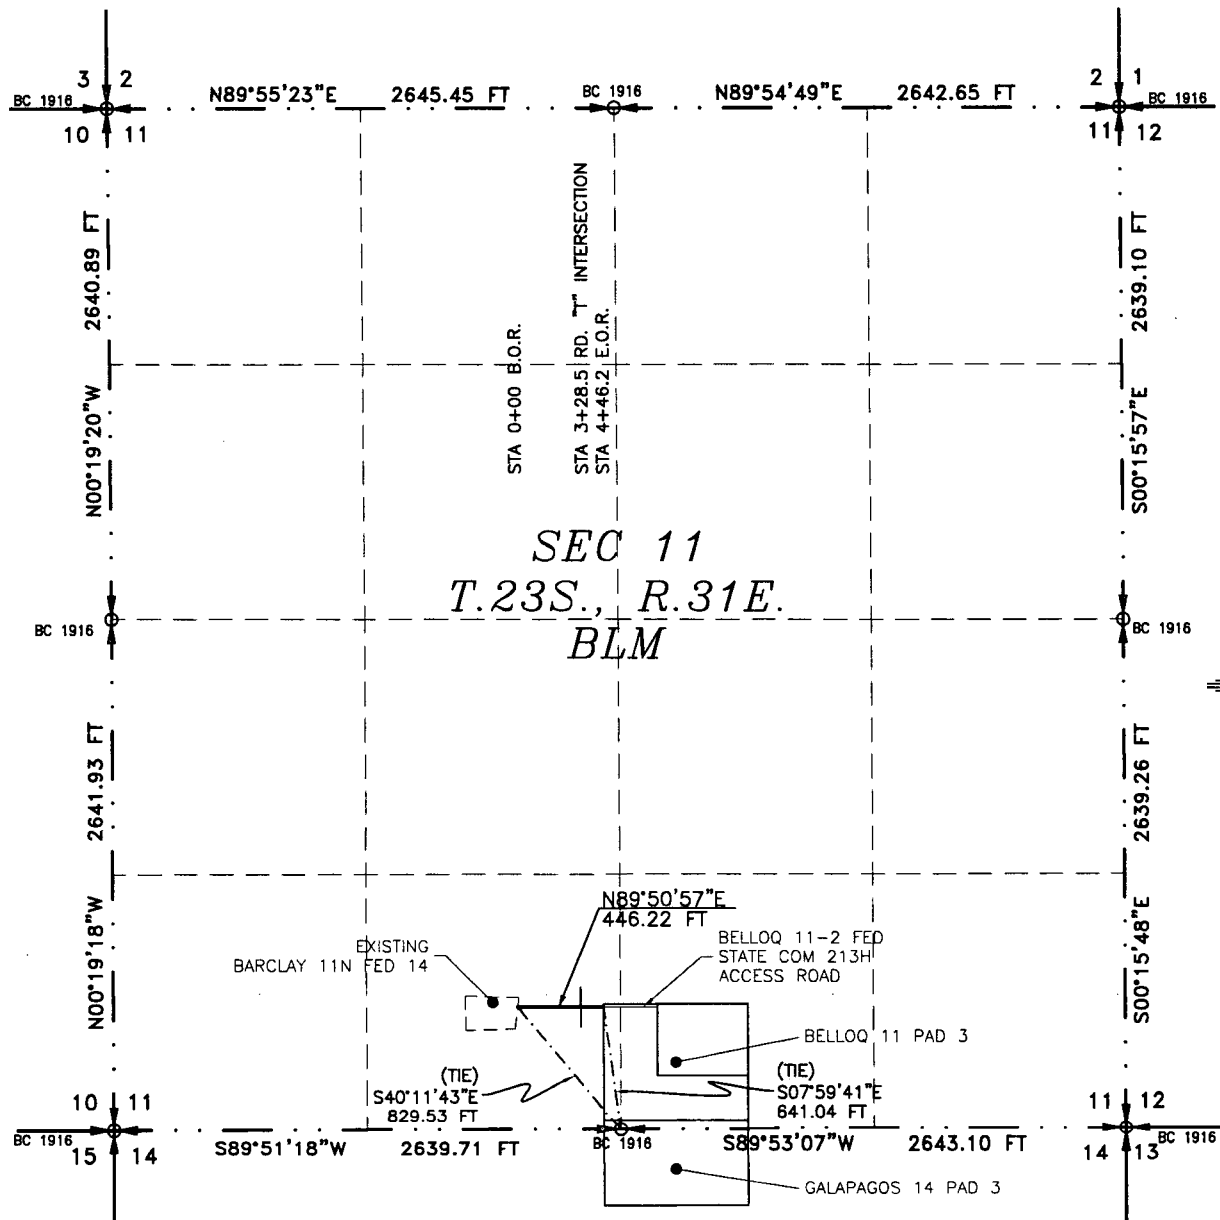 3 2
BC 1916
10 11
N89°55'23"E 2645.45 FT
BC 1916
N89°54'49"E 2642.65 FT
2 1
BC 1916
11 12
2640.89 FT
N00°19'20"W
STA 0+00 B.O.R.
STA 3+28.5 RD. "T" INTERSECTION
STA 4+46.2 E.O.R.
2639.10 FT
S00°15'57"E
SEC 11
T.23S., R.31E.
BLM
BC 1916
BC 1916
2641.93 FT
N00°19'18"W
2639.26 FT
S00°15'48"E
N89°50'57"E
446.22 FT
EXISTING
BARCLAY 11N FED 14
BELLOQ 11-2 FED
STATE COM 213H
ACCESS ROAD
BELLOQ 11 PAD 3
(TIE)
S40°11'43"E
829.53 FT
(TIE)
S07°59'41"E
641.04 FT
10 11
BC 1916
15 14
S89°51'18"W 2639.71 FT
BC 1916
S89°53'07"W 2643.10 FT
11 12
BC 1916
14 13
GALAPAGOS 14 PAD 3